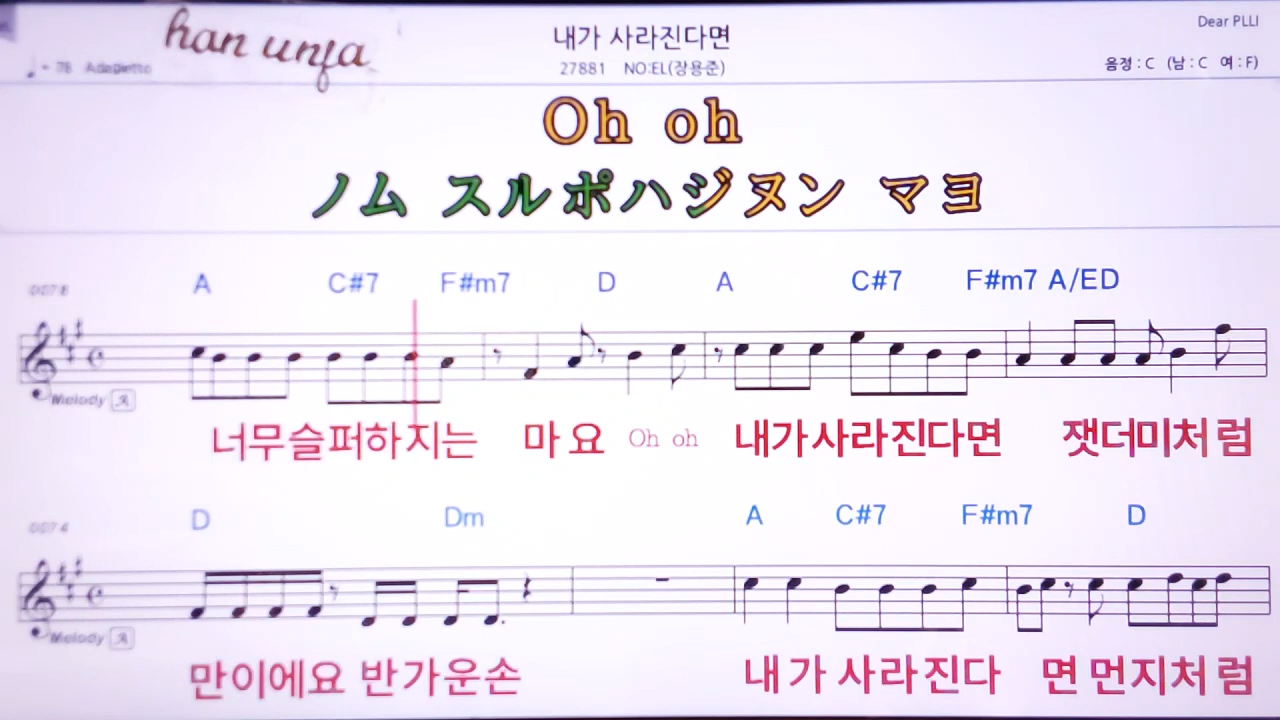 Dear PLLI
han unfa
내가 사라진다면
♩= 78 Adagietto
27881 NO:EL(장용준)
음정 : C (남 : C 여 : F)
Oh oh
ノム スルポハジヌン マヨ
A C#7 F#m7 D A C#7 F#m7 A/ED
Melody
너무슬퍼하지는 마요 Oh oh 내가사라진다면 잿더미처럼
D Dm A C#7 F#m7 D
Melody
만이에요 반가운손 내가 사라진다 면 먼지처럼